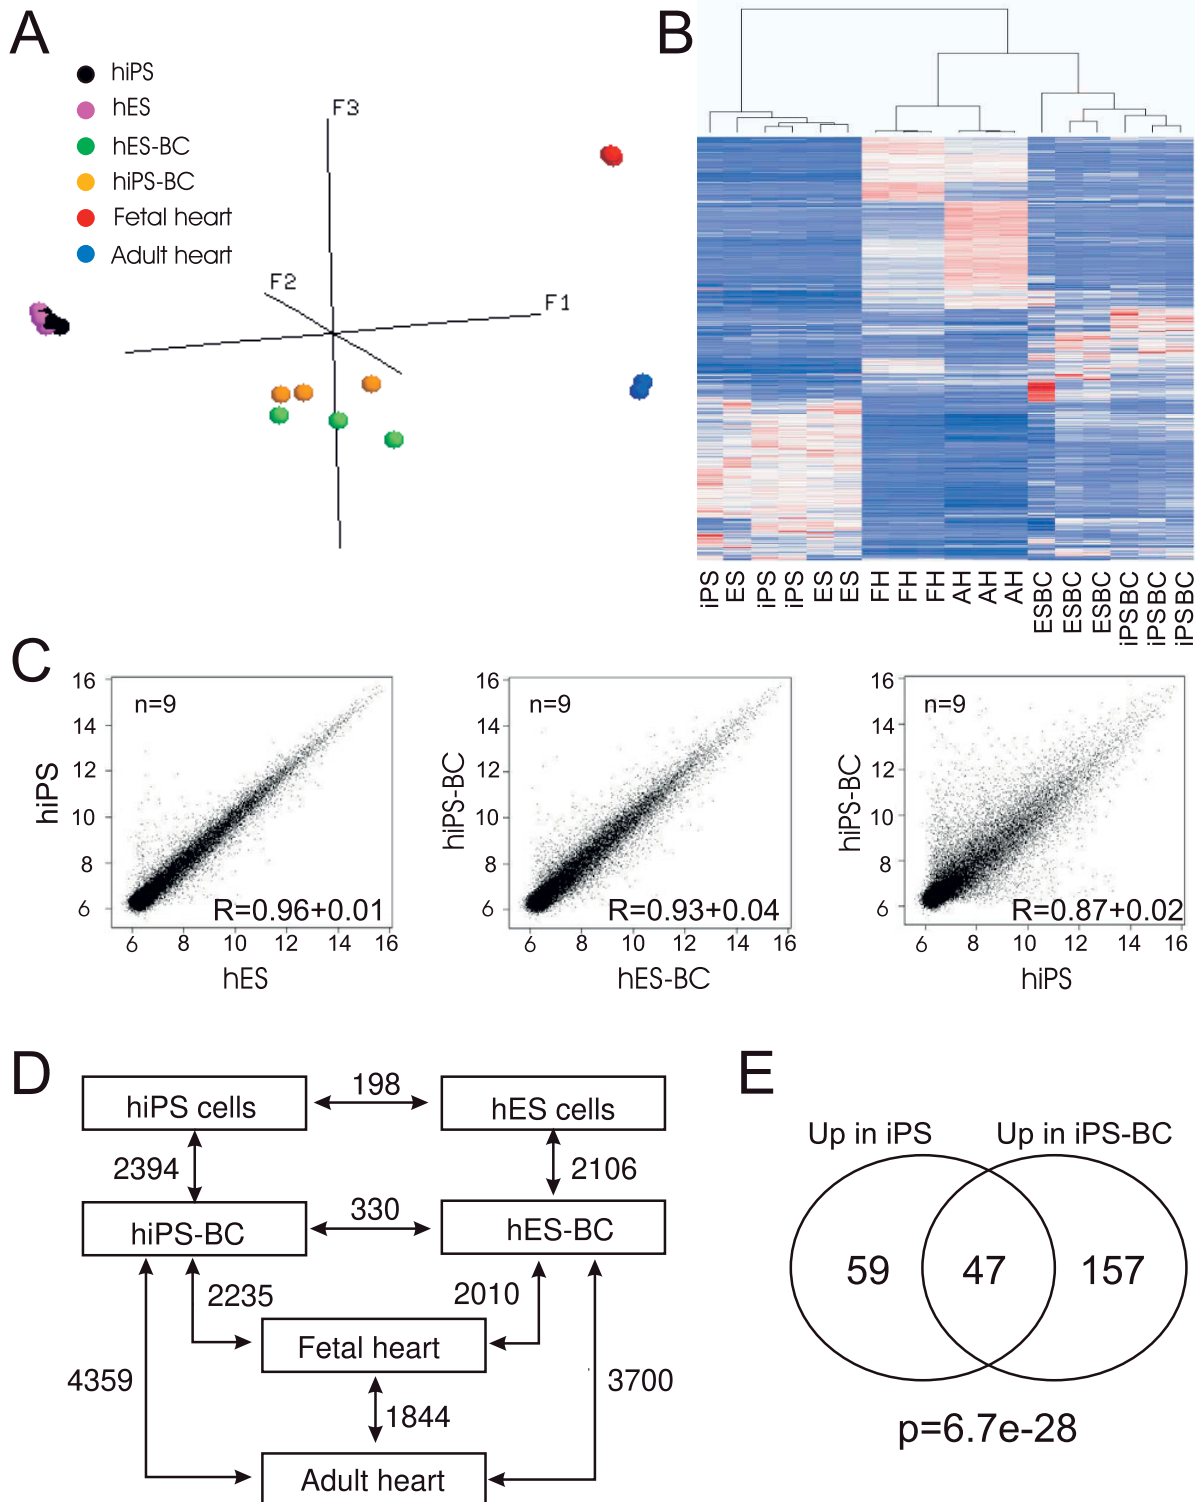 A
hiPS
hES
hES-BC
hiPS-BC
Fetal heart
Adult heart
F3
F2
F1
B
iPS
ES
iPS
iPS
ES
ES
FH
FH
FH
AH
AH
AH
ESBC
ESBC
ESBC
iPSBC
iPSBC
iPSBC
C
16
14
12
10
8
6
n=9
hiPS
R=0.96+0.01
6 8 10 12 14 16
hES
16
14
12
10
8
6
n=9
hiPS-BC
R=0.93+0.04
6 8 10 12 14 16
hES-BC
16
14
12
10
8
6
n=9
hiPS-BC
R=0.87+0.02
6 8 10 12 14 16
hiPS
D
hiPS cells
198
hES cells
2394
2106
hiPS-BC
330
hES-BC
2235
2010
Fetal heart
4359
3700
1844
Adult heart
E
Up in iPS
Up in iPS-BC
59
47
157
p=6.7e-28